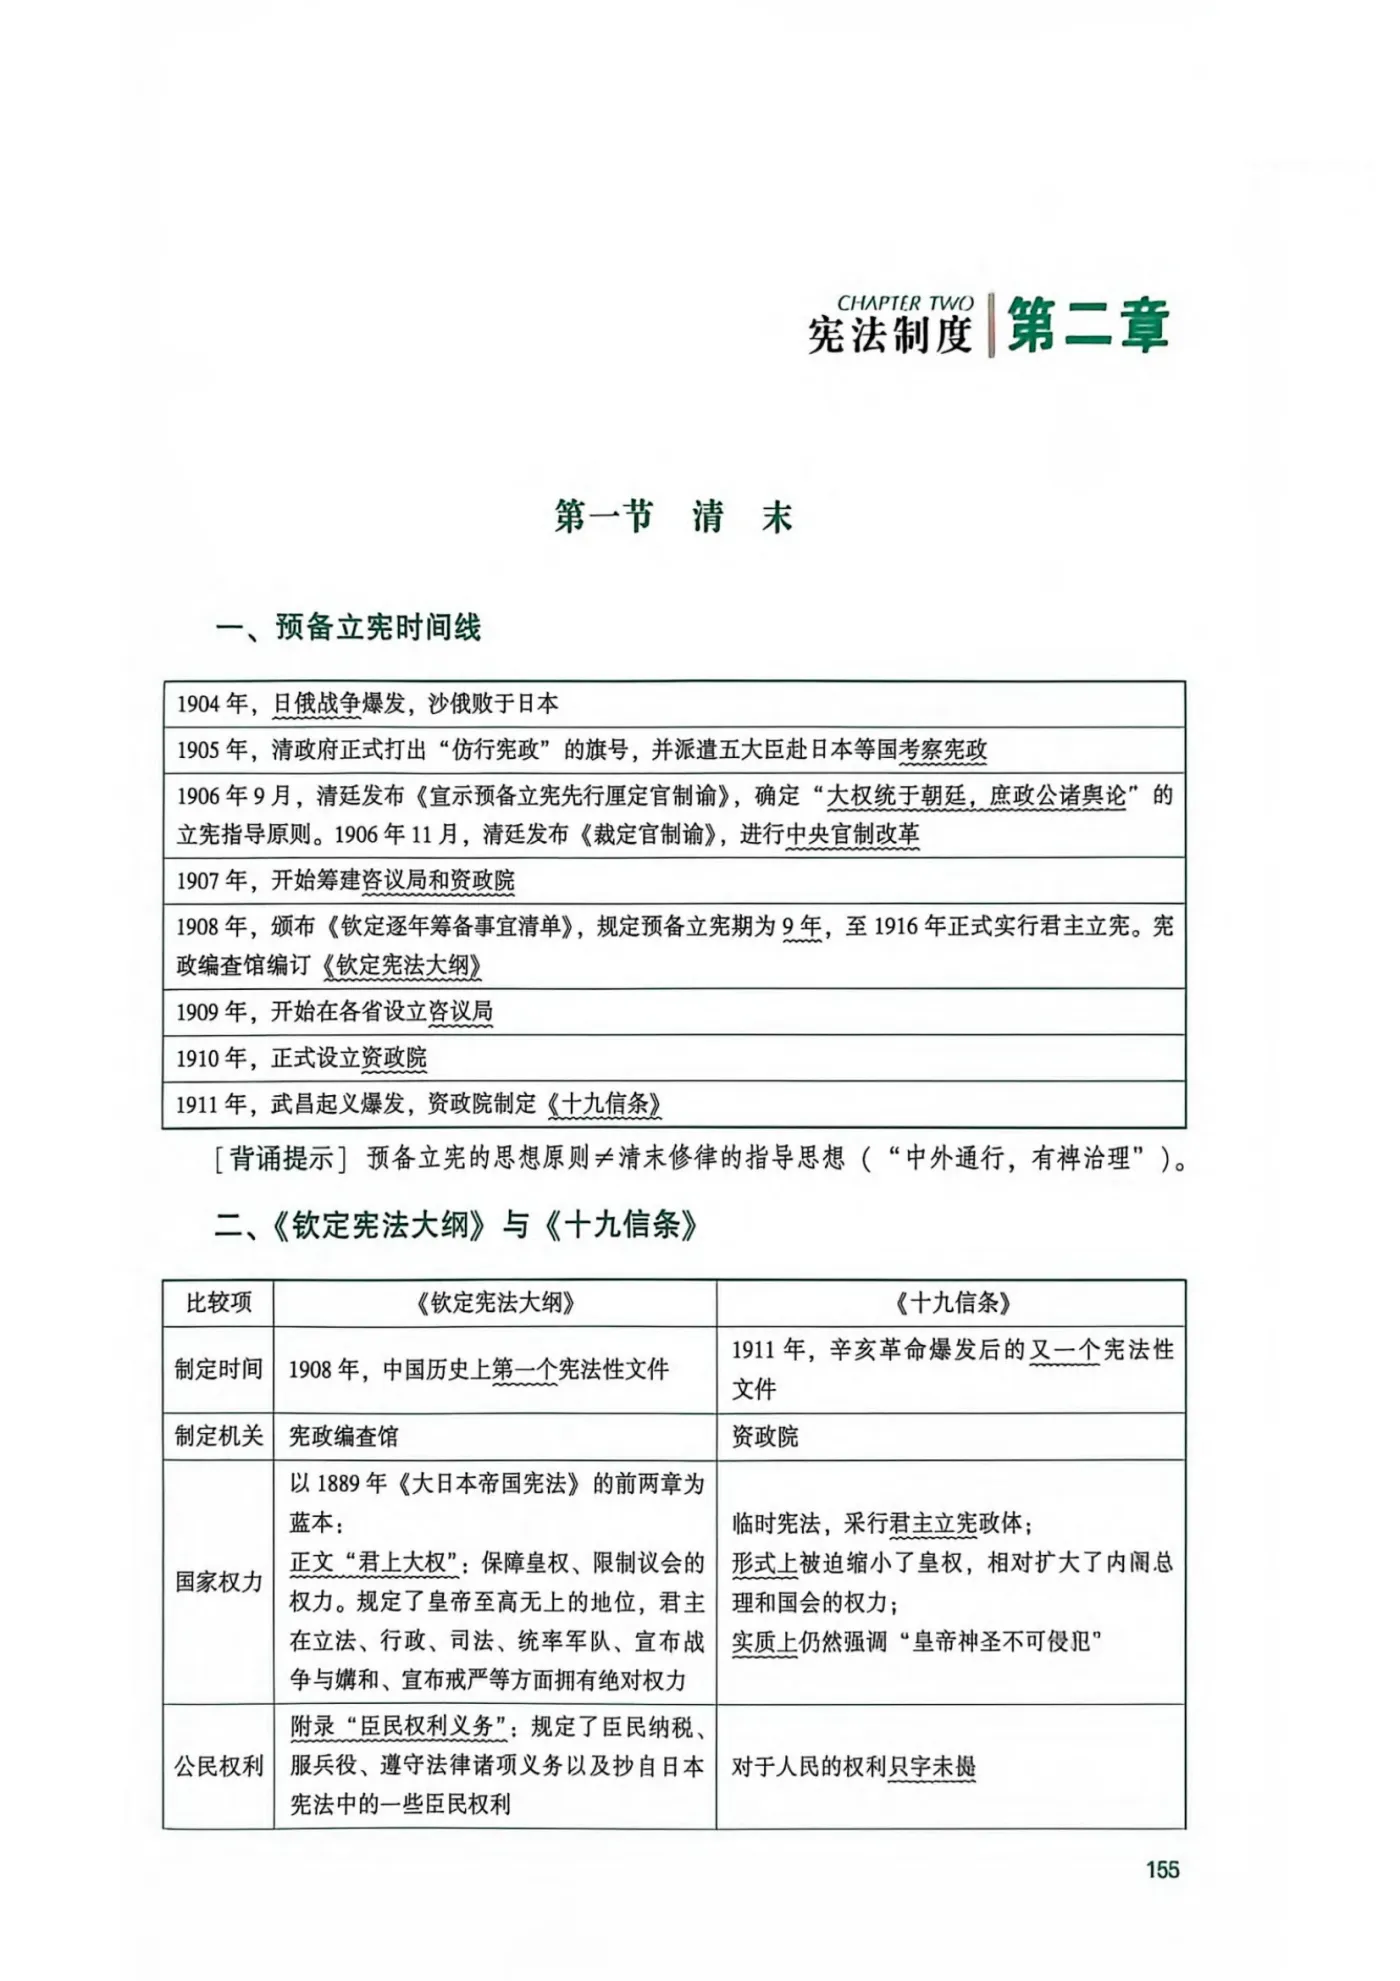 CHAPTER TWO
宪法制度 第二章
第一节 清 末
一、预备立宪时间线
1904 年，日俄战争爆发，沙俄败于日本
1905 年，清政府正式打出“仿行宪政”的旗号，并派遣五大臣赴日本等国考察宪政
1906 年 9 月，清廷发布《宣示预备立宪先行厘定官制谕》，确定“大权统于朝廷，庶政公诸舆论”的
立宪指导原则。1906 年 11 月，清廷发布《裁定官制谕》，进行中央官制改革
1907 年，开始筹建咨议局和资政院
1908 年，颁布《钦定逐年筹备事宜清单》，规定预备立宪期为 9 年，至 1916 年正式实行君主立宪。宪
政编查馆编订《钦定宪法大纲》
1909 年，开始在各省设立咨议局
1910 年，正式设立资政院
1911 年，武昌起义爆发，资政院制定《十九信条》
［背诵提示］预备立宪的思想原则≠清末修律的指导思想（“中外通行，有裨治理”）。
二、《钦定宪法大纲》与《十九信条》
比较项 《钦定宪法大纲》 《十九信条》
制定时间 1908 年，中国历史上第一个宪法性文件
1911 年，辛亥革命爆发后的又一个宪法性
文件
制定机关 宪政编查馆 资政院
国家权力
以 1889 年《大日本帝国宪法》的前两章为
蓝本；
正文“君上大权”：保障皇权、限制议会的
权力。规定了皇帝至高无上的地位，君主
在立法、行政、司法、统率军队、宣布战
争与媾和、宣布戒严等方面拥有绝对权力
临时宪法，采行君主立宪政体；
形式上被迫缩小了皇权，相对扩大了内阁总
理和国会的权力；
实质上仍然强调“皇帝神圣不可侵犯”
公民权利
附录“臣民权利义务”：规定了臣民纳税、
服兵役、遵守法律诸项义务以及抄自日本
宪法中的一些臣民权利
对于人民的权利只字未提
155